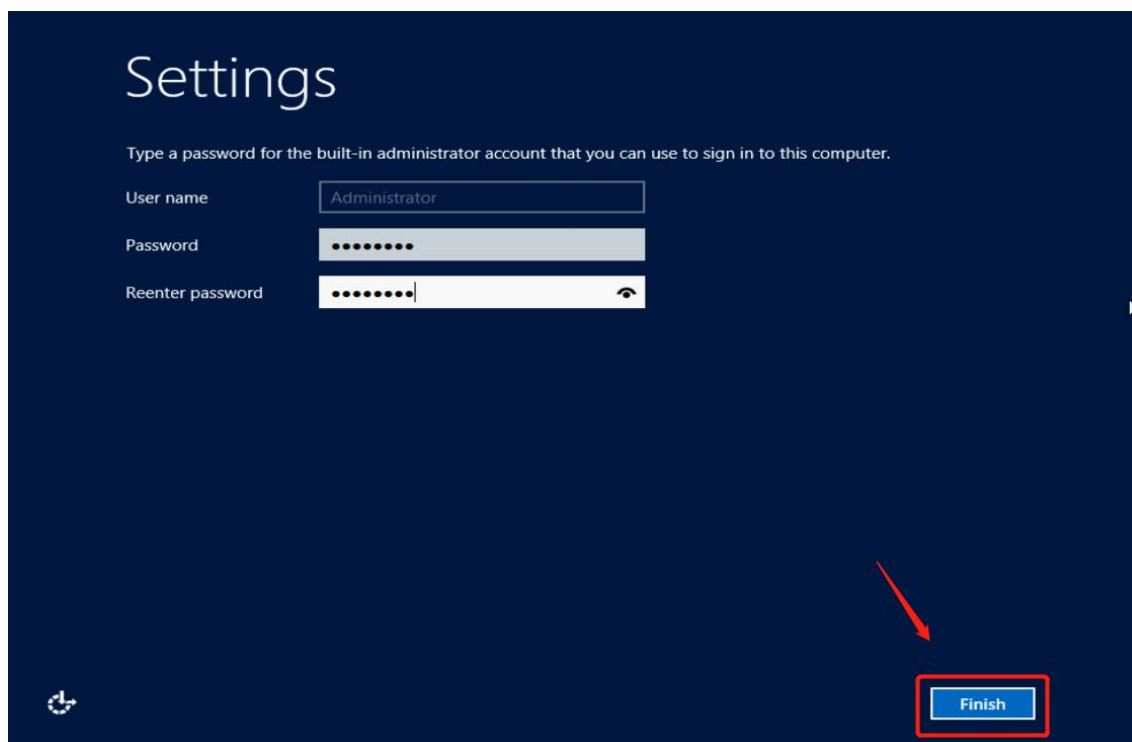 Settings
Type a password for the built-in administrator account that you can use to sign in to this computer.
User name
Administrator
Password
••••••••
Reenter password
••••••••
Finish